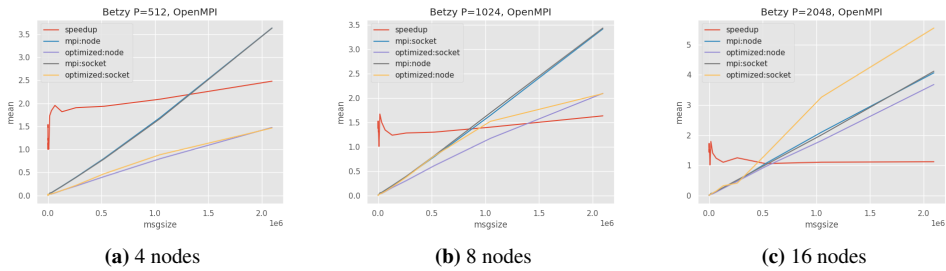 Betzy P=512, OpenMPI
speedup
mpi:node
optimized:node
mpi:socket
optimized:socket
mean
3.5
3.0
2.5
2.0
1.5
1.0
0.5
0.0
0.0 0.5 1.0 1.5 2.0
1e6
msgsize
(a) 4 nodes
Betzy P=1024, OpenMPI
speedup
mpi:node
optimized:socket
mpi:socket
optimized:node
mean
3.5
3.0
2.5
2.0
1.5
1.0
0.5
0.0
0.0 0.5 1.0 1.5 2.0
1e6
msgsize
(b) 8 nodes
Betzy P=2048, OpenMPI
speedup
mpi:node
optimized:node
mpi:socket
optimized:socket
mean
5
4
3
2
1
0
0.0 0.5 1.0 1.5 2.0
1e6
msgsize
(c) 16 nodes